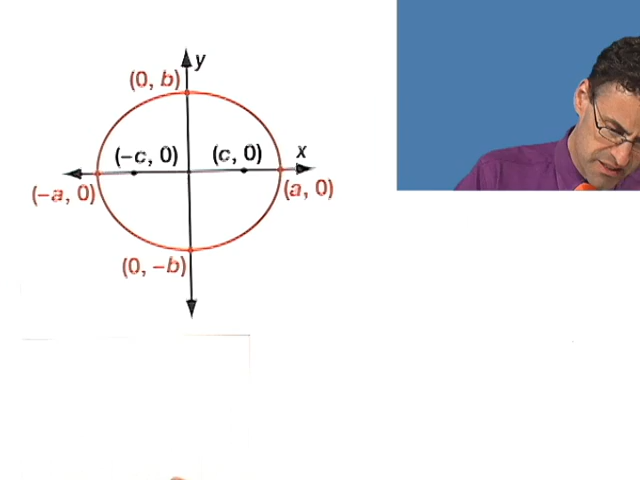 y
(0, b)
(-c, 0) (c, 0) x
(-a, 0) (a, 0)
(0, -b)